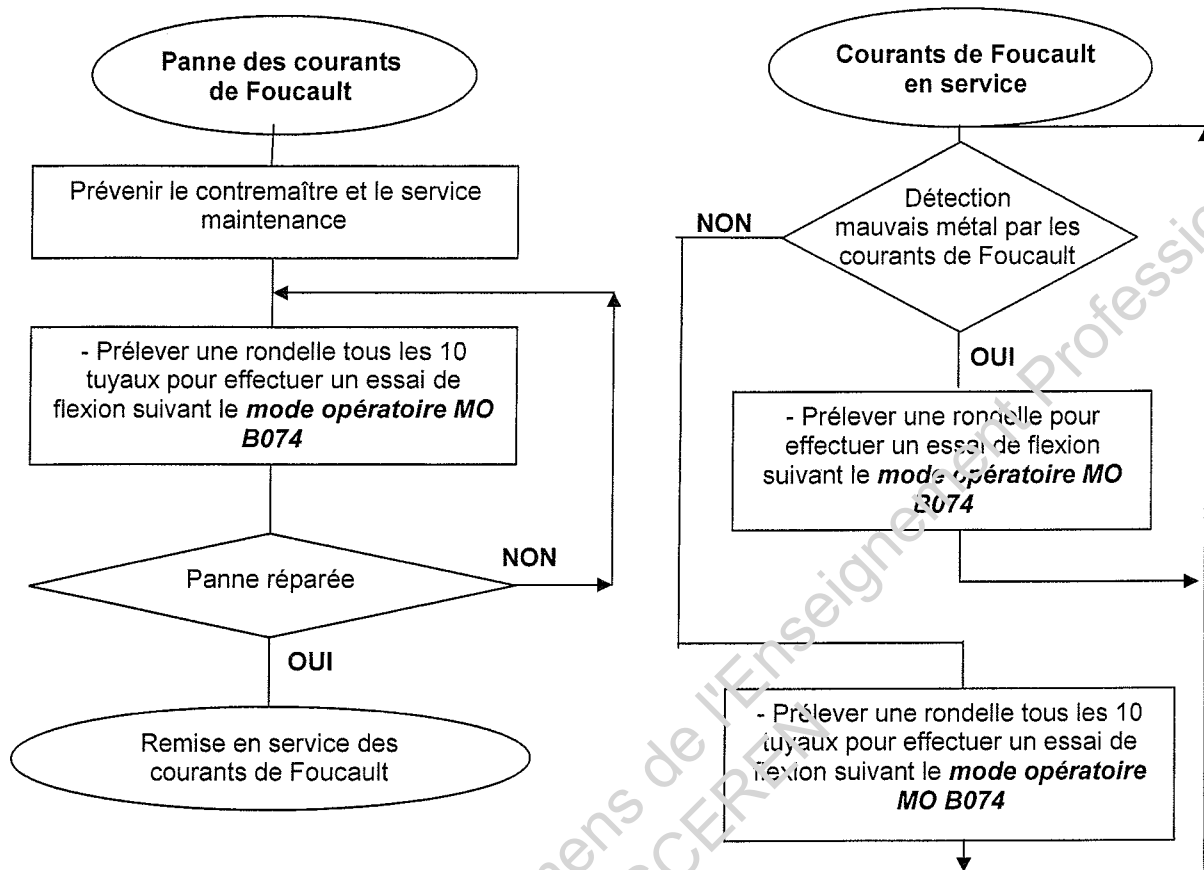 Panne des courants
de Foucault
Prévenir le contremaître et le service
maintenance
- Prélever une rondelle tous les 10
tuyaux pour effectuer un essai de
flexion suivant le mode opératoire MO
B074
Panne réparée
NON
OUI
Remise en service des
courants de Foucault
Courants de Foucault
en service
Détection
mauvais métal par les
courants de Foucault
NON
OUI
- Prélever une rondelle pour
effectuer un essai de flexion
suivant le mode opératoire MO
B074
- Prélever une rondelle tous les 10
tuyaux pour effectuer un essai de
flexion suivant le mode opératoire
MO B074
de l'Enseignement